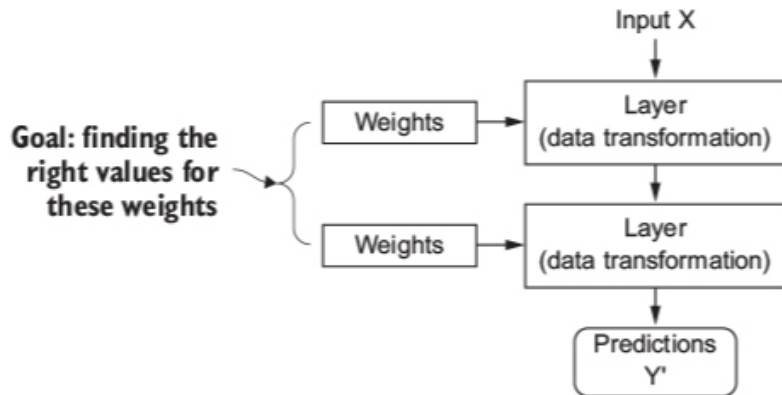 Input X
Goal: finding the
right values for
these weights
Weights
Layer
(data transformation)
Weights
Layer
(data transformation)
Predictions
Y'